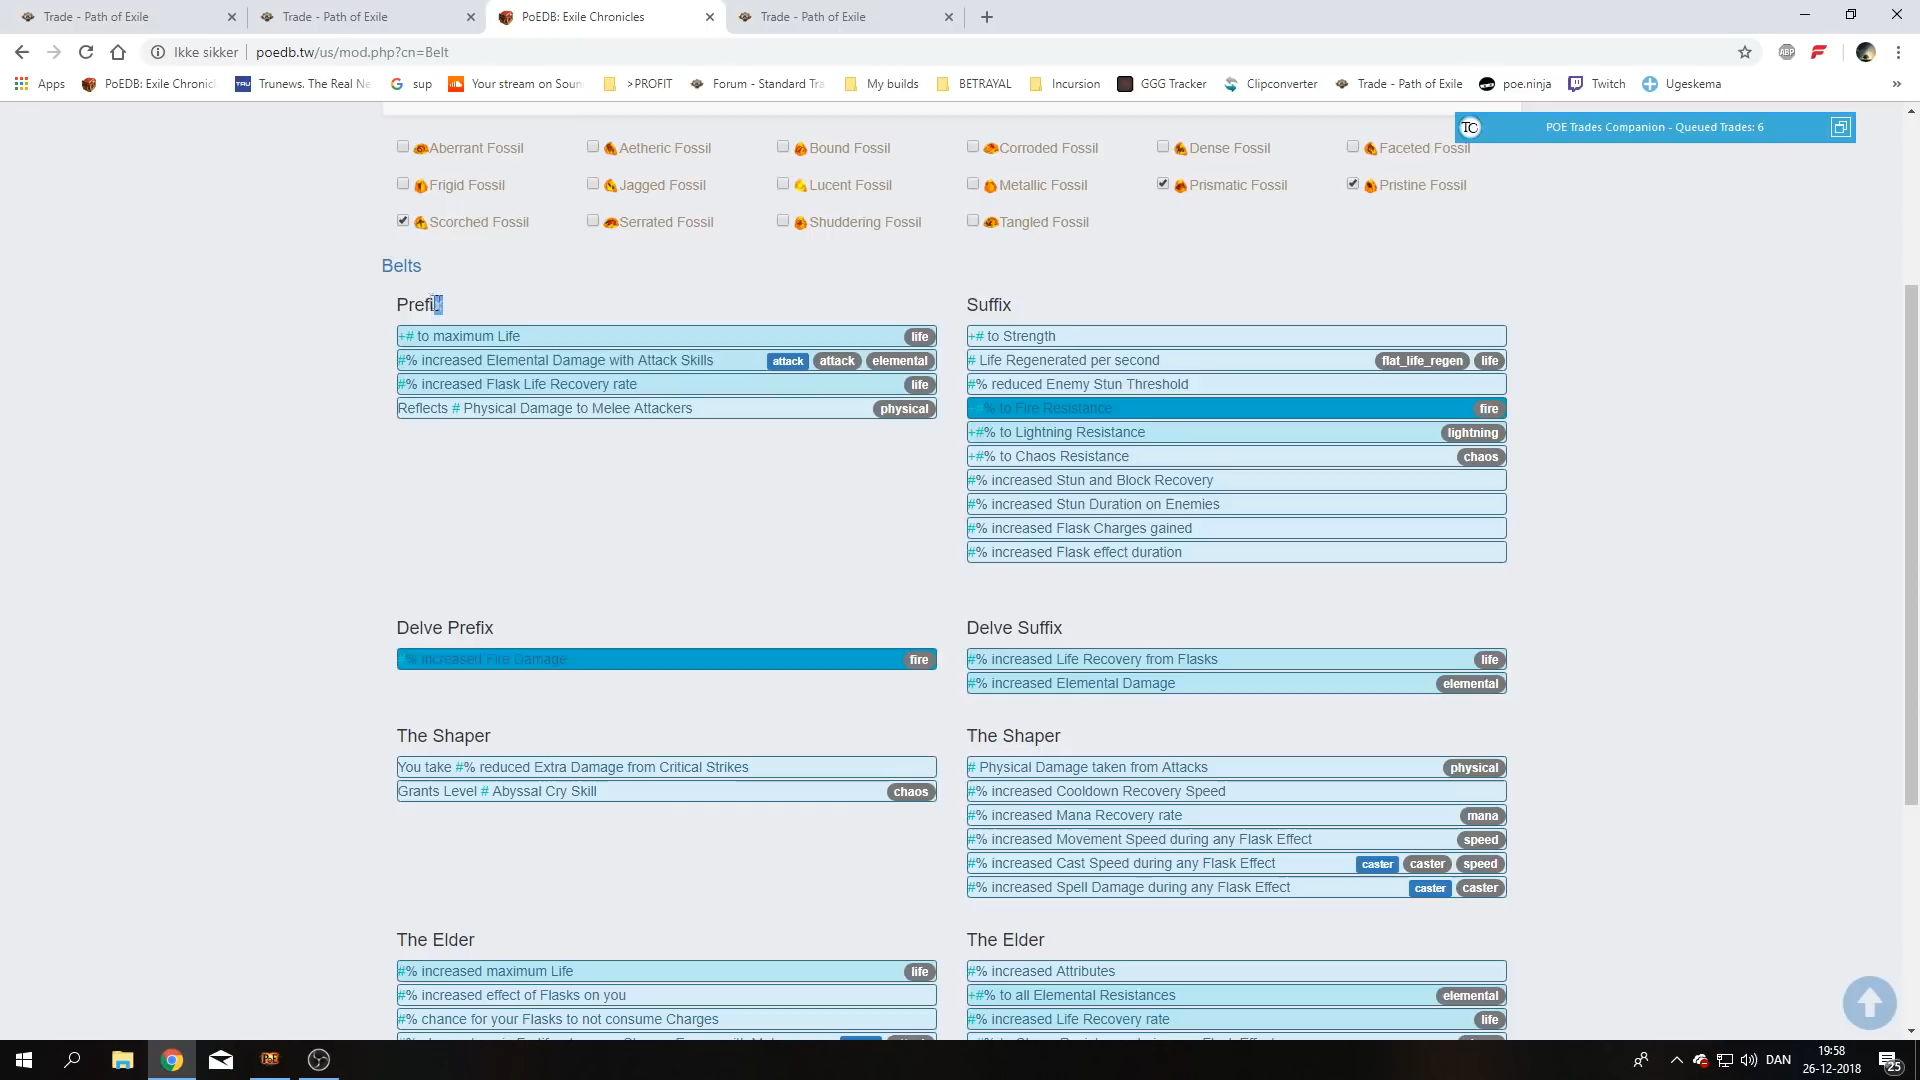 Trade - Path of Exile
Trade - Path of Exile
PoEDB: Exile Chronicles
Trade - Path of Exile
Ikke sikker
poedb.tw/us/mod.php?cn=Belt
ABP
Apps
PoEDB: Exile Chronicl
TRU Trunews. The Real Ne
G sup
Your stream on Soun
>PROFIT
Forum - Standard Tra
My builds
BETRAYAL
Incursion
GGG Tracker
Clipconverter
Trade - Path of Exile
poe.ninja
Twitch
Ugeskema
»
TC POE Trades Companion - Queued Trades: 6
Aberrant Fossil
Aetheric Fossil
Bound Fossil
Corroded Fossil
Dense Fossil
Faceted Fossil
Frigid Fossil
Jagged Fossil
Lucent Fossil
Metallic Fossil
Prismatic Fossil
Pristine Fossil
Scorched Fossil
Serrated Fossil
Shuddering Fossil
Tangled Fossil
Belts
Prefix
+# to maximum Life life
#% increased Elemental Damage with Attack Skills attack attack elemental
#% increased Flask Life Recovery rate life
Reflects # Physical Damage to Melee Attackers physical
Suffix
+# to Strength
# Life Regenerated per second flat_life_regen life
#% reduced Enemy Stun Threshold
% to Fire Resistance fire
+#% to Lightning Resistance lightning
+#% to Chaos Resistance chaos
#% increased Stun and Block Recovery
#% increased Stun Duration on Enemies
#% increased Flask Charges gained
#% increased Flask effect duration
Delve Prefix
% increased Fire Damage fire
Delve Suffix
#% increased Life Recovery from Flasks life
#% increased Elemental Damage elemental
The Shaper
You take #% reduced Extra Damage from Critical Strikes
Grants Level # Abyssal Cry Skill chaos
The Shaper
# Physical Damage taken from Attacks physical
#% increased Cooldown Recovery Speed
#% increased Mana Recovery rate mana
#% increased Movement Speed during any Flask Effect speed
#% increased Cast Speed during any Flask Effect caster caster speed
#% increased Spell Damage during any Flask Effect caster caster
The Elder
#% increased maximum Life life
#% increased effect of Flasks on you
#% chance for your Flasks to not consume Charges
The Elder
#% increased Attributes
+#% to all Elemental Resistances elemental
#% increased Life Recovery rate life
PoE
DAN
19:58
26-12-2018
25